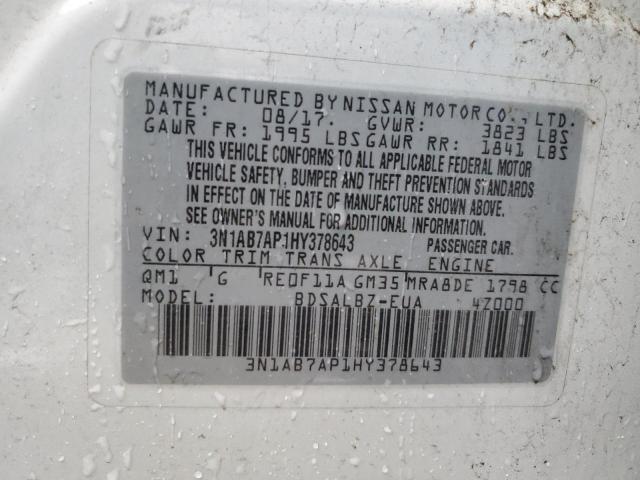 MANUFACTURED BY NISSAN MOTOR CO., LTD.
DATE: 08/17 GVWR: 3823 LBS
GAWR FR: 1995 LBS GAWR RR: 1841 LBS
THIS VEHICLE CONFORMS TO ALL APPLICABLE FEDERAL MOTOR
VEHICLE SAFETY, BUMPER AND THEFT PREVENTION STANDARDS
IN EFFECT ON THE DATE OF MANUFACTURE SHOWN ABOVE.
SEE OWNER'S MANUAL FOR ADDITIONAL INFORMATION.
VIN: 3N1AB7AP1HY378643 PASSENGER CAR.
COLOR TRIM TRANS AXLE ENGINE
QM1 G RE0F11A GM35 MRA8DE 1798 CC
MODEL: BDSALBZ-EUA 4Z000
3N1AB7AP1HY378643